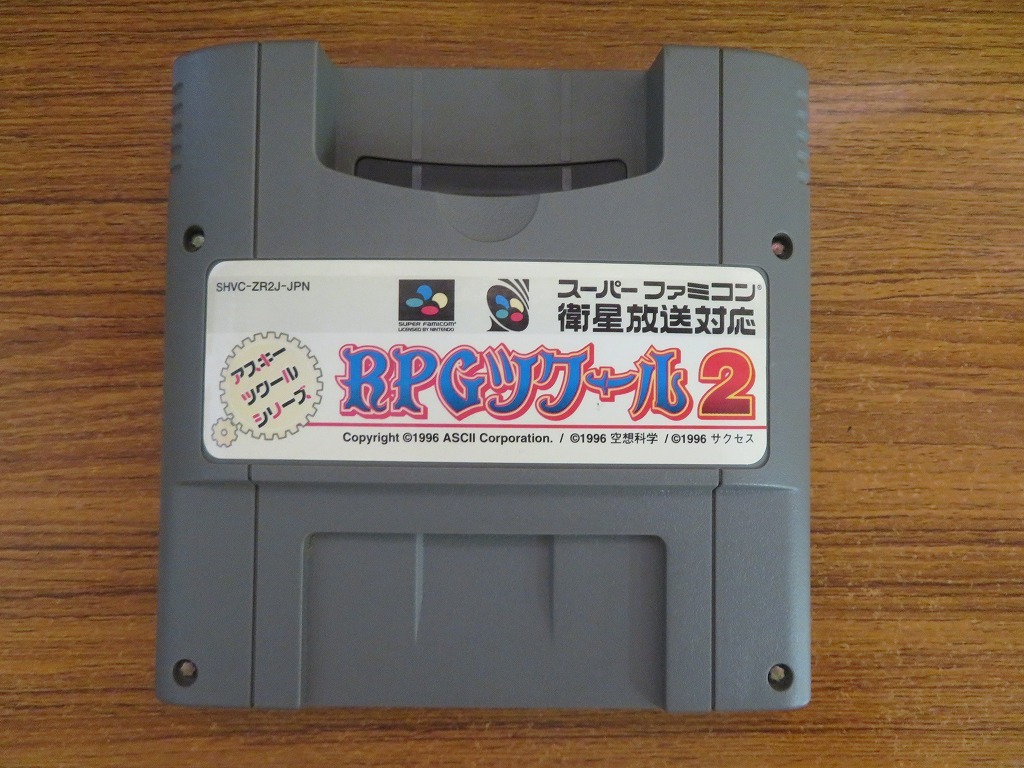 SHVC-ZR2J-JPN
SUPER FAMICOM®
LICENSED BY NINTENDO
スーパーファミコン®
衛星放送対応
アスキー
ツクール
シリーズ
RPGツクール2
Copyright ©1996 ASCII Corporation. / ©1996 空想科学 / ©1996 サクセス